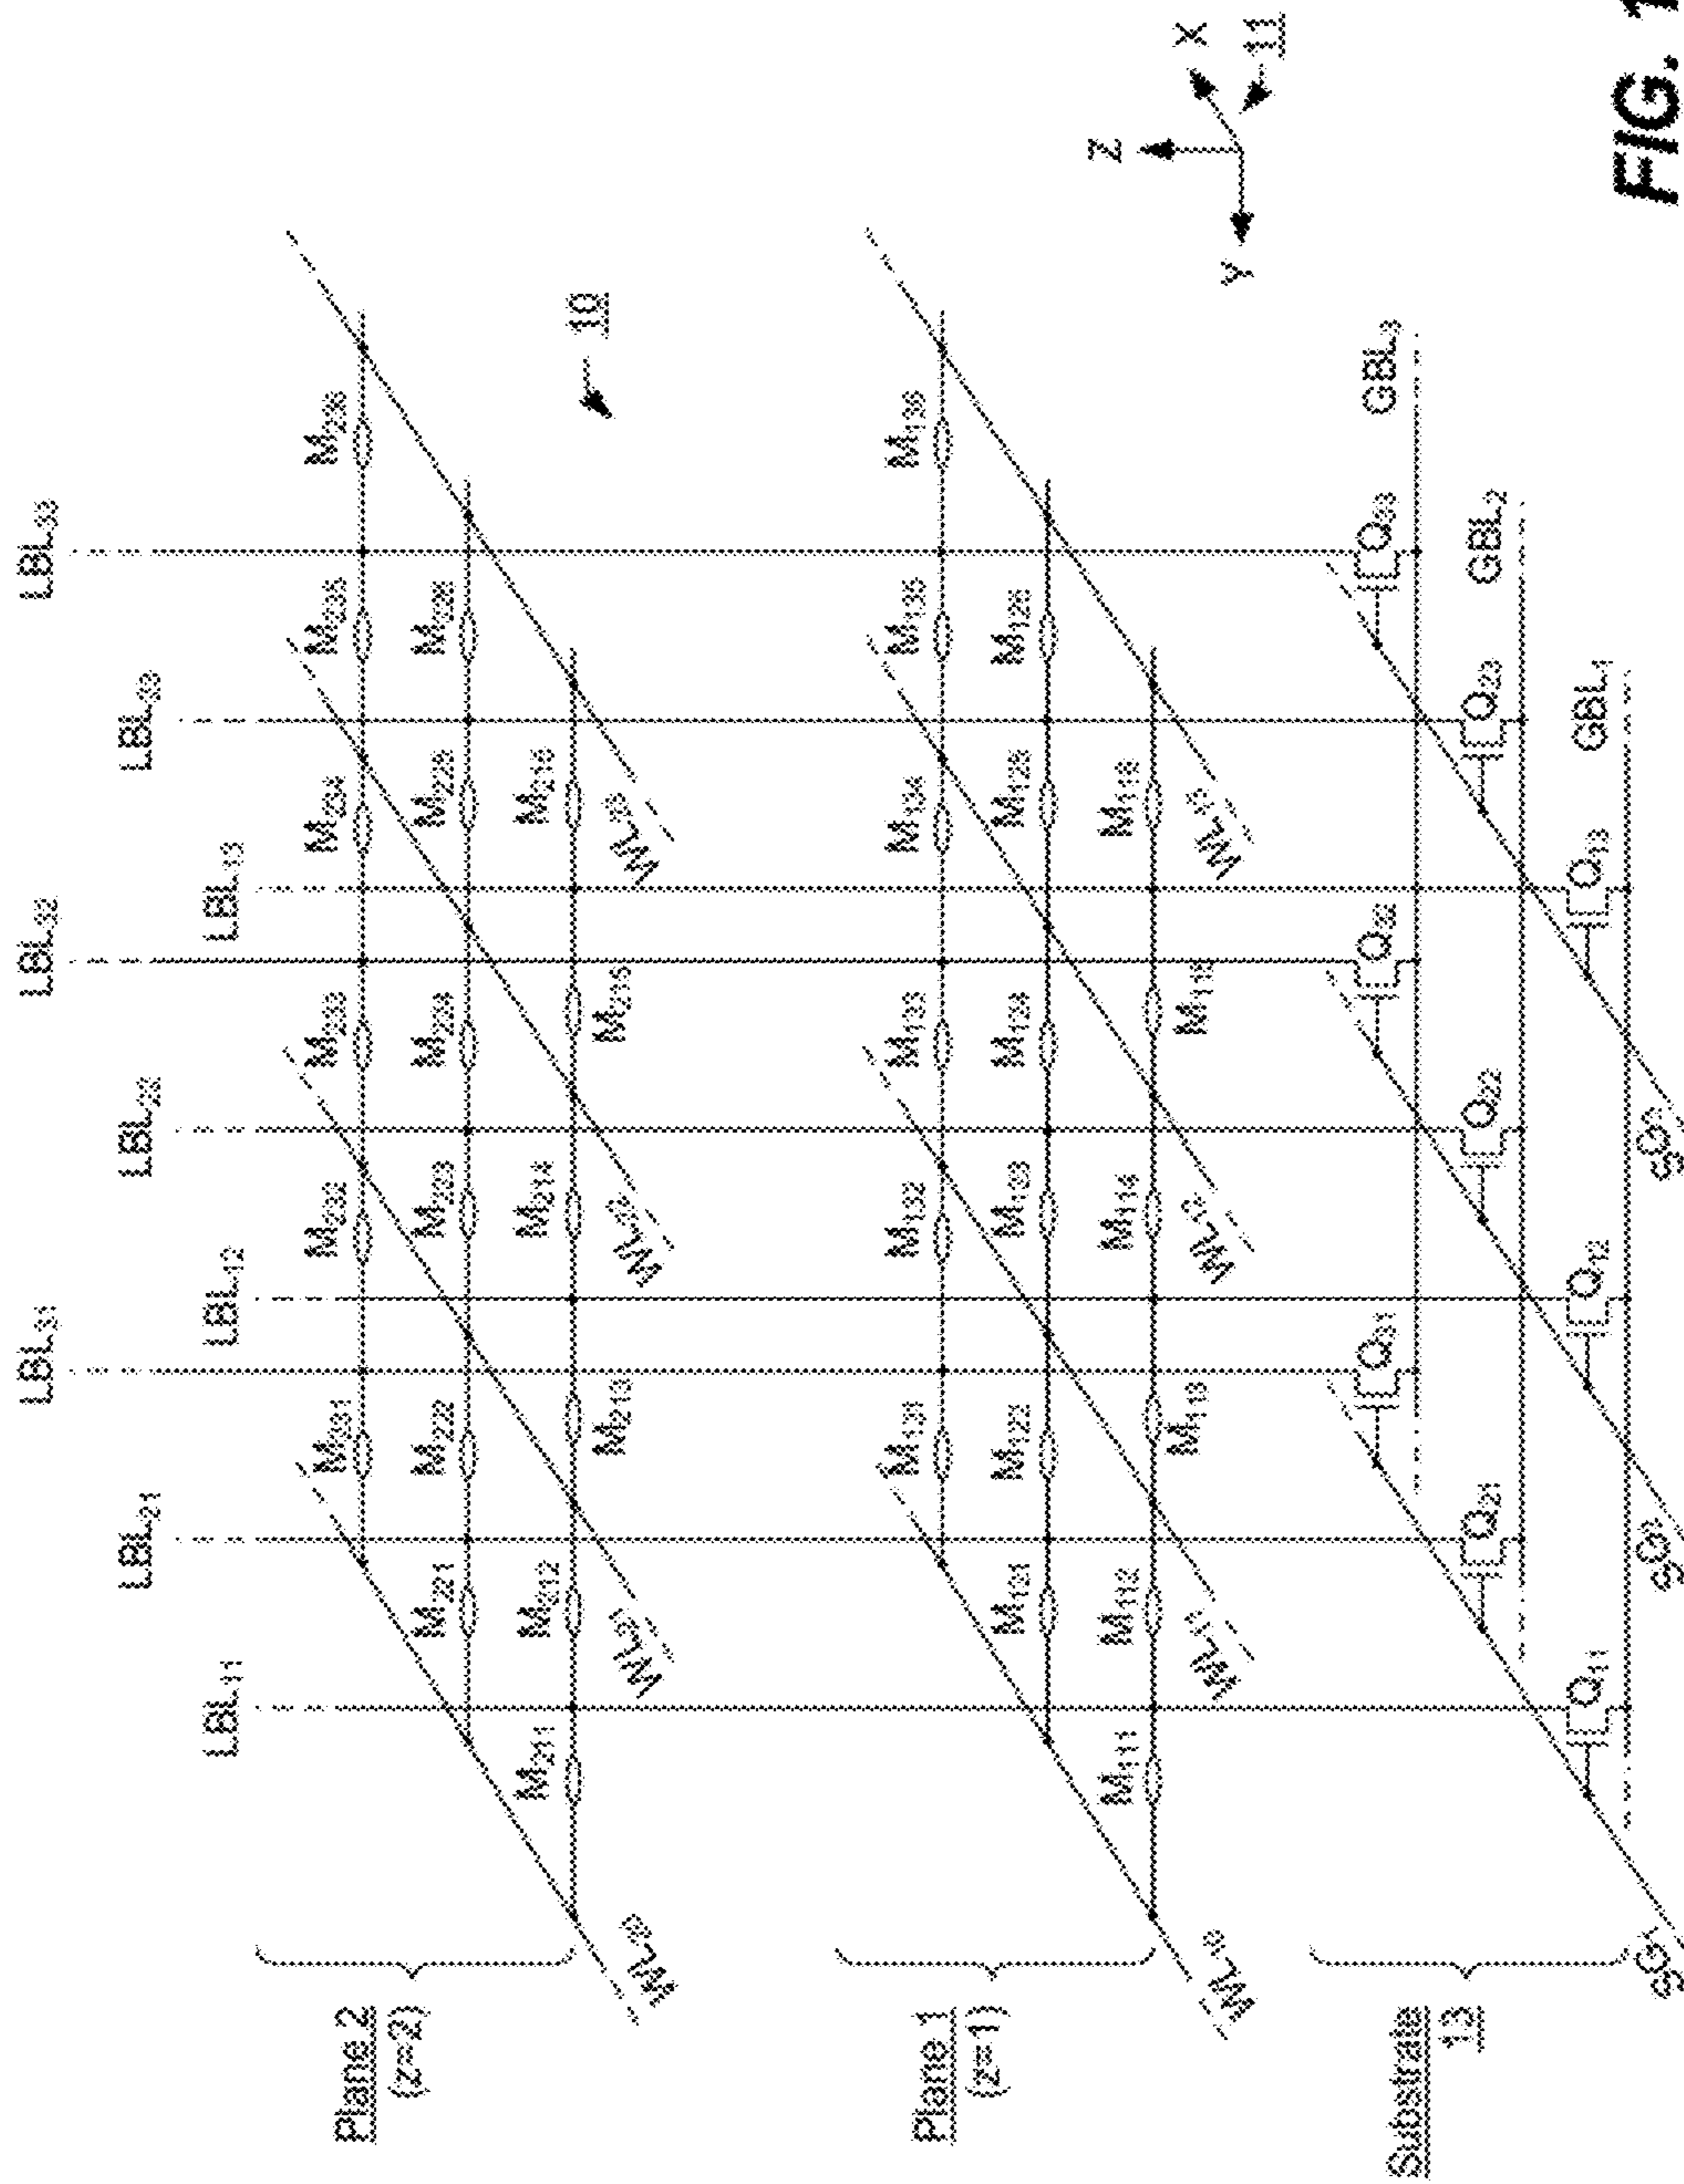 LBL₃₁ LBL₃₂ LBL₃₃
LBL₂₁ LBL₂₂ LBL₂₃
LBL₁₁ LBL₁₂ LBL₁₃
Plane 2
(z=2)
M₂₃₁ M₂₃₂ M₂₃₃ M₂₃₄ M₂₃₅ M₂₃₆
M₂₂₁ M₂₂₂ M₂₂₃ M₂₂₄ M₂₂₅ M₂₂₆
M₂₁₁ M₂₁₂ M₂₁₄ M₂₁₆
M₂₁₃ M₂₁₅
10
WL₂₀ WL₂₁ WL₂₂ WL₂₃
Plane 1
(z=1)
M₁₃₁ M₁₃₂ M₁₃₃ M₁₃₄ M₁₃₅ M₁₃₆
M₁₂₁ M₁₂₂ M₁₂₃ M₁₂₄ M₁₂₅ M₁₂₆
M₁₁₁ M₁₁₂ M₁₁₄ M₁₁₆
M₁₁₃ M₁₁₅
WL₁₀ WL₁₁ WL₁₂ WL₁₃
Z
X
Y
11
Substrate
13
Q₃₁ Q₃₂ Q₃₃ GBL₃
Q₂₁ Q₂₂ Q₂₃ GBL₂
Q₁₁ Q₁₂ Q₁₃ GBL₁
SG₁ SG₂ SG₃
FIG. 1